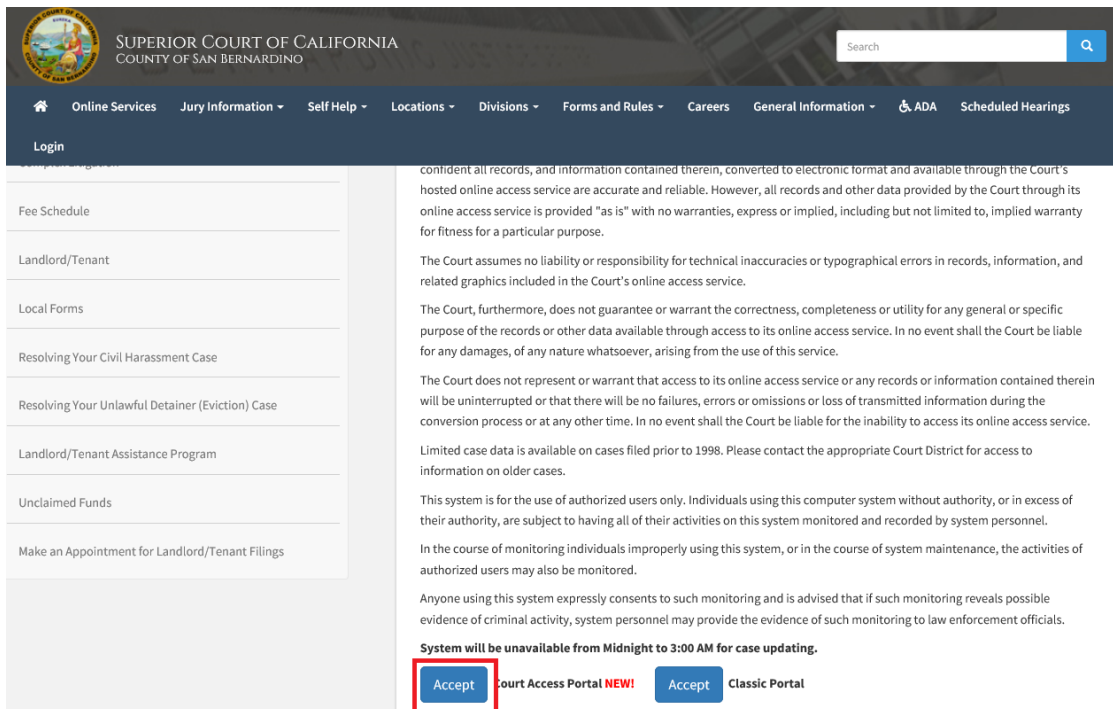 SUPERIOR COURT OF CALIFORNIA
COUNTY OF SAN BERNARDINO
Search
Online Services Jury Information Self Help Locations Divisions Forms and Rules Careers General Information ADA Scheduled Hearings
Login
Fee Schedule
Landlord/Tenant
Local Forms
Resolving Your Civil Harassment Case
Resolving Your Unlawful Detainer (Eviction) Case
Landlord/Tenant Assistance Program
Unclaimed Funds
Make an Appointment for Landlord/Tenant Filings
confident all records, and information contained therein, converted to electronic format and available through the Court's
hosted online access service are accurate and reliable. However, all records and other data provided by the Court through its
online access service is provided "as is" with no warranties, express or implied, including but not limited to, implied warranty
for fitness for a particular purpose.
The Court assumes no liability or responsibility for technical inaccuracies or typographical errors in records, information, and
related graphics included in the Court's online access service.
The Court, furthermore, does not guarantee or warrant the correctness, completeness or utility for any general or specific
purpose of the records or other data available through access to its online access service. In no event shall the Court be liable
for any damages, of any nature whatsoever, arising from the use of this service.
The Court does not represent or warrant that access to its online access service or any records or information contained therein
will be uninterrupted or that there will be no failures, errors or omissions or loss of transmitted information during the
conversion process or at any other time. In no event shall the Court be liable for the inability to access its online access service.
Limited case data is available on cases filed prior to 1998. Please contact the appropriate Court District for access to
information on older cases.
This system is for the use of authorized users only. Individuals using this computer system without authority, or in excess of
their authority, are subject to having all of their activities on this system monitored and recorded by system personnel.
In the course of monitoring individuals improperly using this system, or in the course of system maintenance, the activities of
authorized users may also be monitored.
Anyone using this system expressly consents to such monitoring and is advised that if such monitoring reveals possible
evidence of criminal activity, system personnel may provide the evidence of such monitoring to law enforcement officials.
System will be unavailable from Midnight to 3:00 AM for case updating.
Accept Court Access Portal NEW! Accept Classic Portal